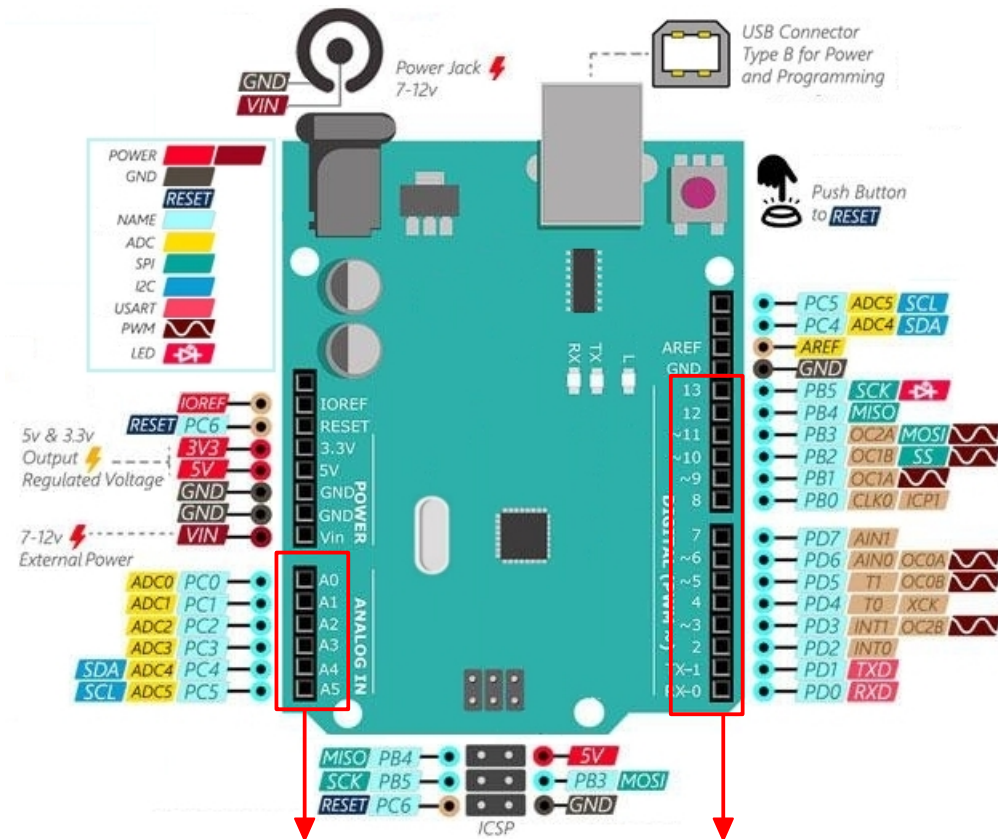 USB Connector
Type B for Power
and Programming
Power Jack
7-12v
GND
VIN
POWER
GND
RESET
NAME
ADC
SPI
I2C
USART
PWM
LED
Push Button
to RESET
RX
TX
L
AREF
GND
13
12
~11
~10
~9
8
7
~6
~5
4
~3
2
TX-1
RX-0
DIGITAL (PWM ~)
IOREF
RESET
3.3V
5V
GND
GND
Vin
POWER
A0
A1
A2
A3
A4
A5
ANALOG IN
PC5 ADC5 SCL
PC4 ADC4 SDA
AREF
GND
PB5 SCK
PB4 MISO
PB3 OC2A MOSI
PB2 OC1B SS
PB1 OC1A
PB0 CLK0 ICP1
PD7 AIN1
PD6 AIN0 OC0A
PD5 T1 OC0B
PD4 T0 XCK
PD3 INT1 OC2B
PD2 INT0
PD1 TXD
PD0 RXD
IOREF
RESET PC6
3V3
5V
GND
GND
VIN
5v & 3.3v
Output
Regulated Voltage
7-12v
External Power
ADC0 PC0
ADC1 PC1
ADC2 PC2
ADC3 PC3
SDA ADC4 PC4
SCL ADC5 PC5
MISO PB4 5V
SCK PB5 PB3 MOSI
RESET PC6 GND
ICSP